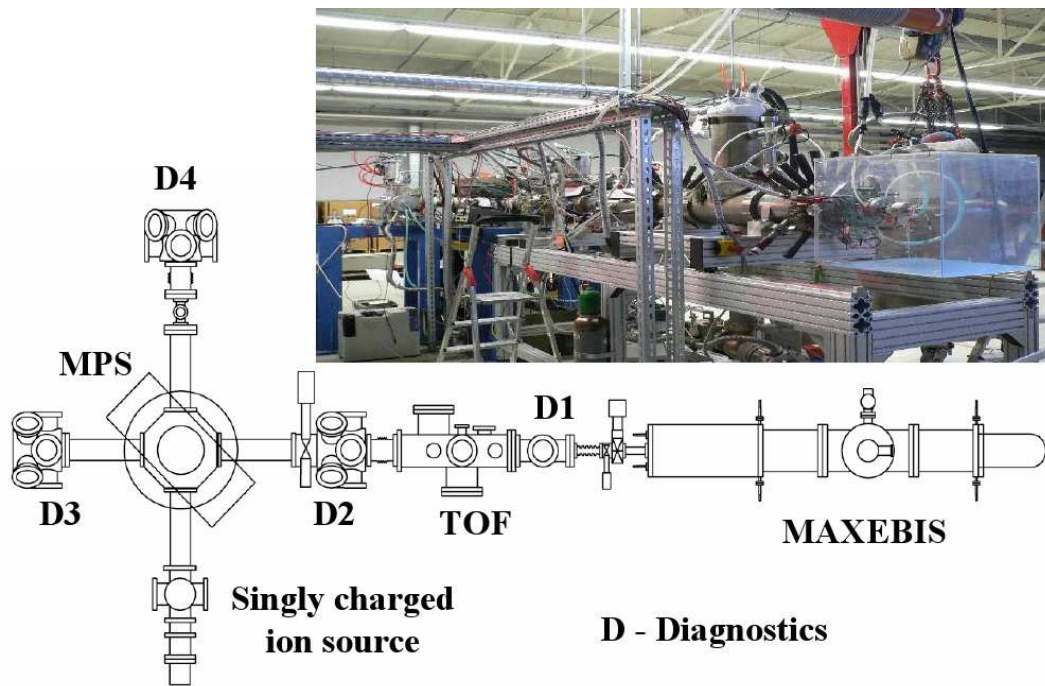 D4
MPS
D1
D3
D2
TOF
MAXEBIS
Singly charged
ion source
D - Diagnostics